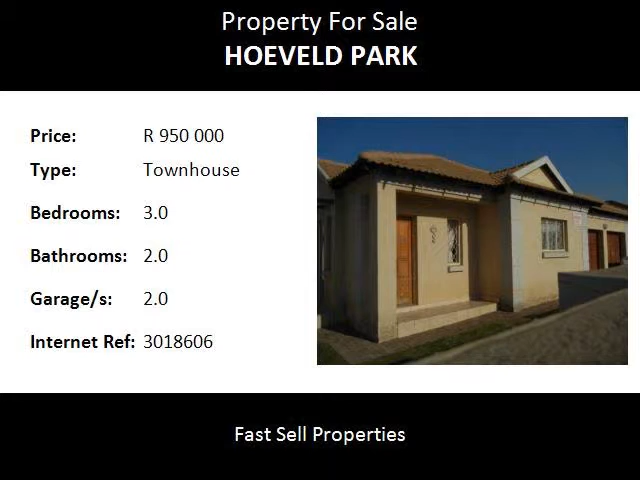 Property For Sale
HOEVELD PARK
Price: R 950 000
Type: Townhouse
Bedrooms: 3.0
Bathrooms: 2.0
Garage/s: 2.0
Internet Ref: 3018606
Fast Sell Properties